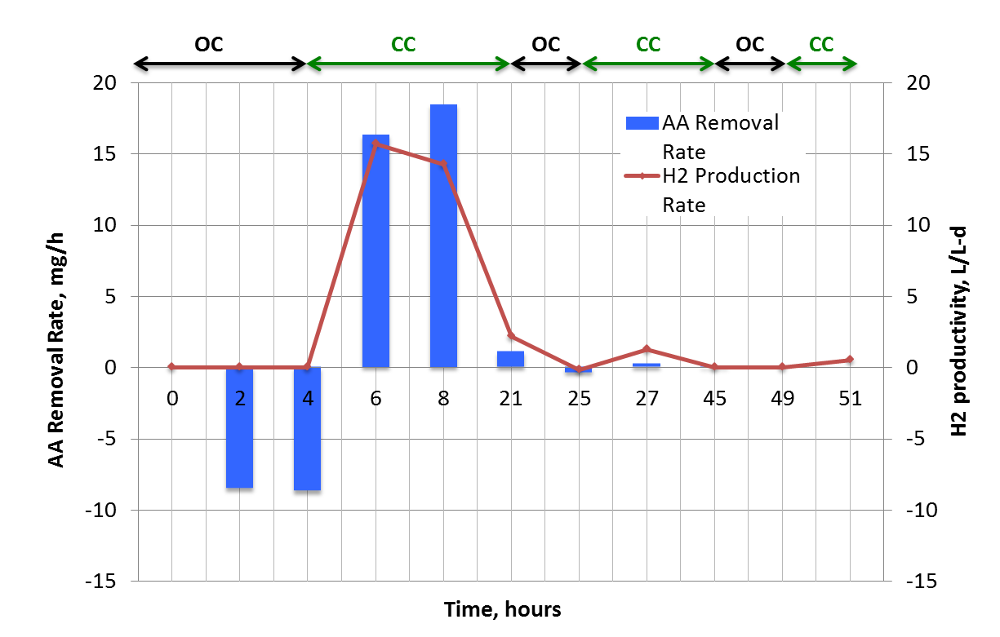 OC CC OC CC OC CC
20 20
AA Removal
Rate
H2 Production
Rate
15 15
10 10
5 5
0 0
0 2 4 6 8 21 25 27 45 49 51
-5 -5
-10 -10
-15 -15
AA Removal Rate, mg/h
H2 productivity, L/L-d
Time, hours